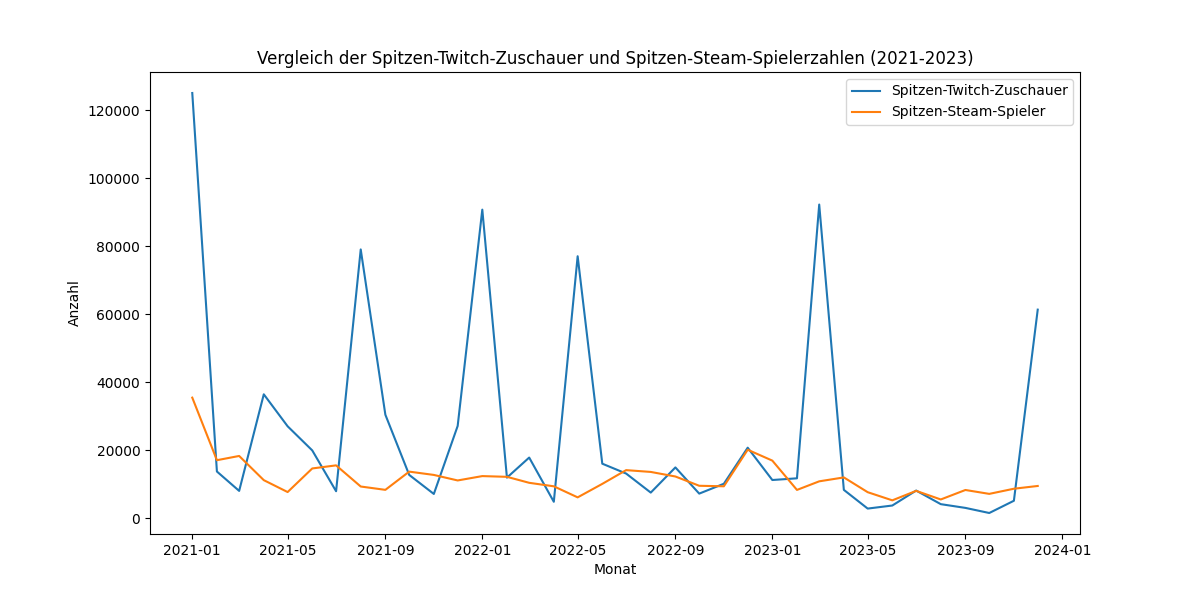 Vergleich der Spitzen-Twitch-Zuschauer und Spitzen-Steam-Spielerzahlen (2021-2023)
Spitzen-Twitch-Zuschauer
Spitzen-Steam-Spieler
Anzahl
120000
100000
80000
60000
40000
20000
0
2021-01 2021-05 2021-09 2022-01 2022-05 2022-09 2023-01 2023-05 2023-09 2024-01
Monat